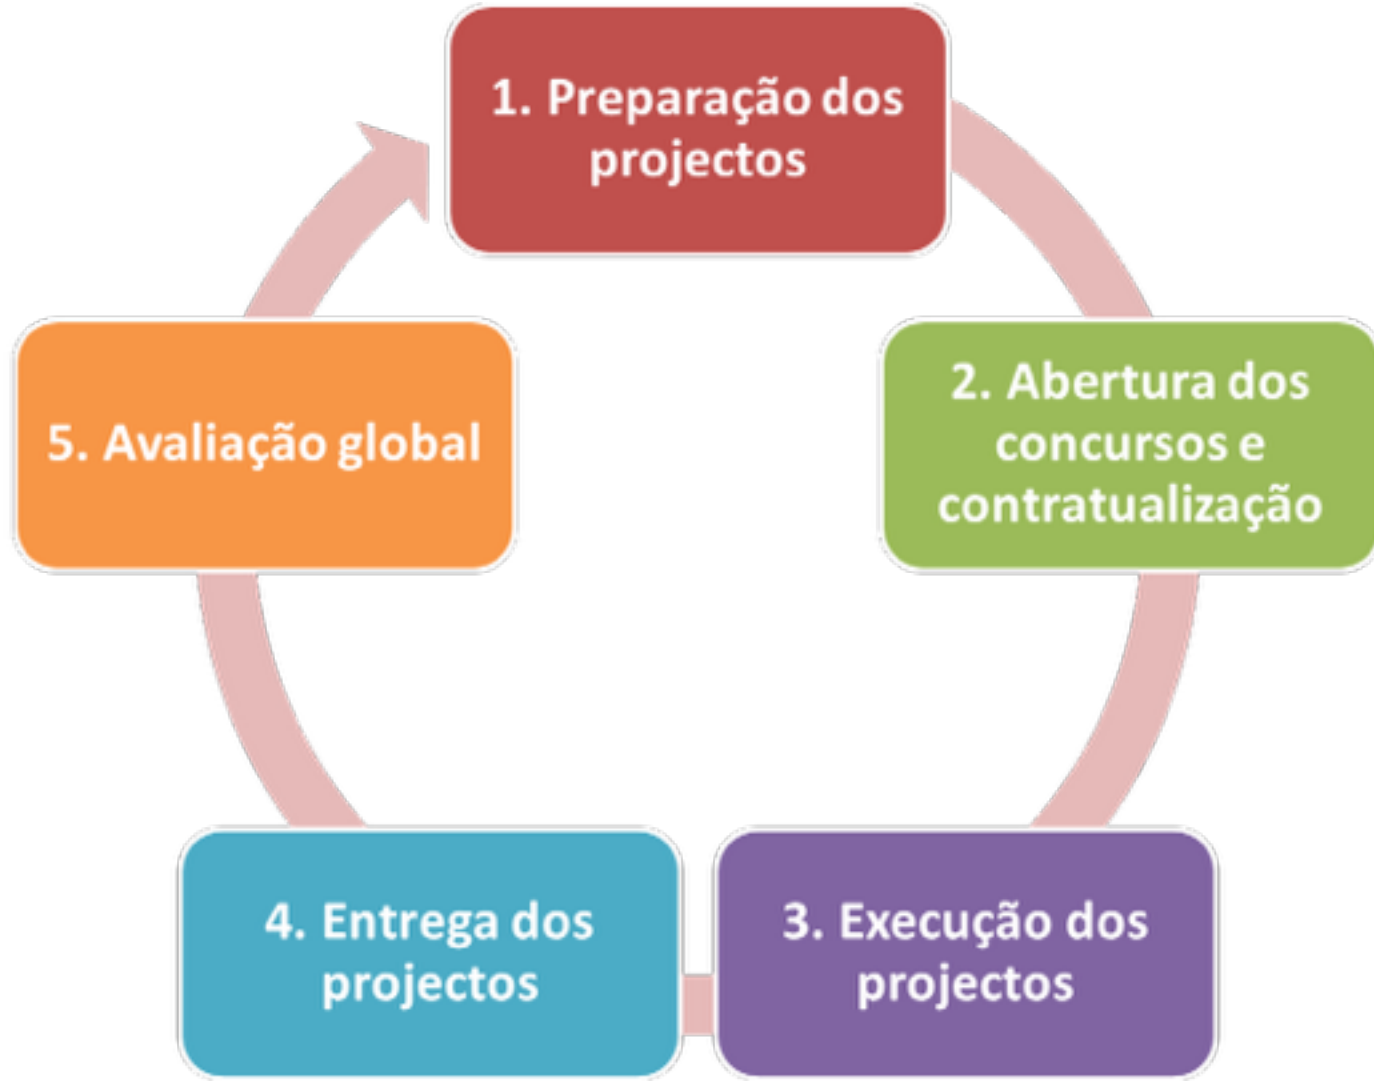 1. Preparação dos
projectos
2. Abertura dos
concursos e
contratualização
3. Execução dos
projectos
4. Entrega dos
projectos
5. Avaliação global